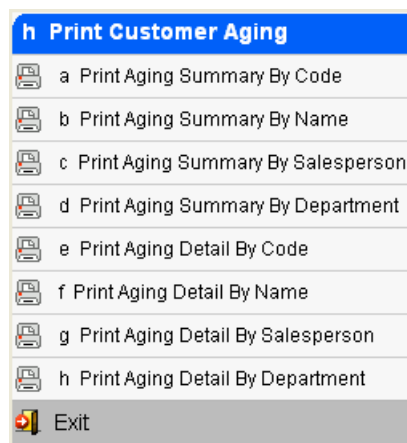 h Print Customer Aging
a Print Aging Summary By Code
b Print Aging Summary By Name
c Print Aging Summary By Salesperson
d Print Aging Summary By Department
e Print Aging Detail By Code
f Print Aging Detail By Name
g Print Aging Detail By Salesperson
h Print Aging Detail By Department
Exit